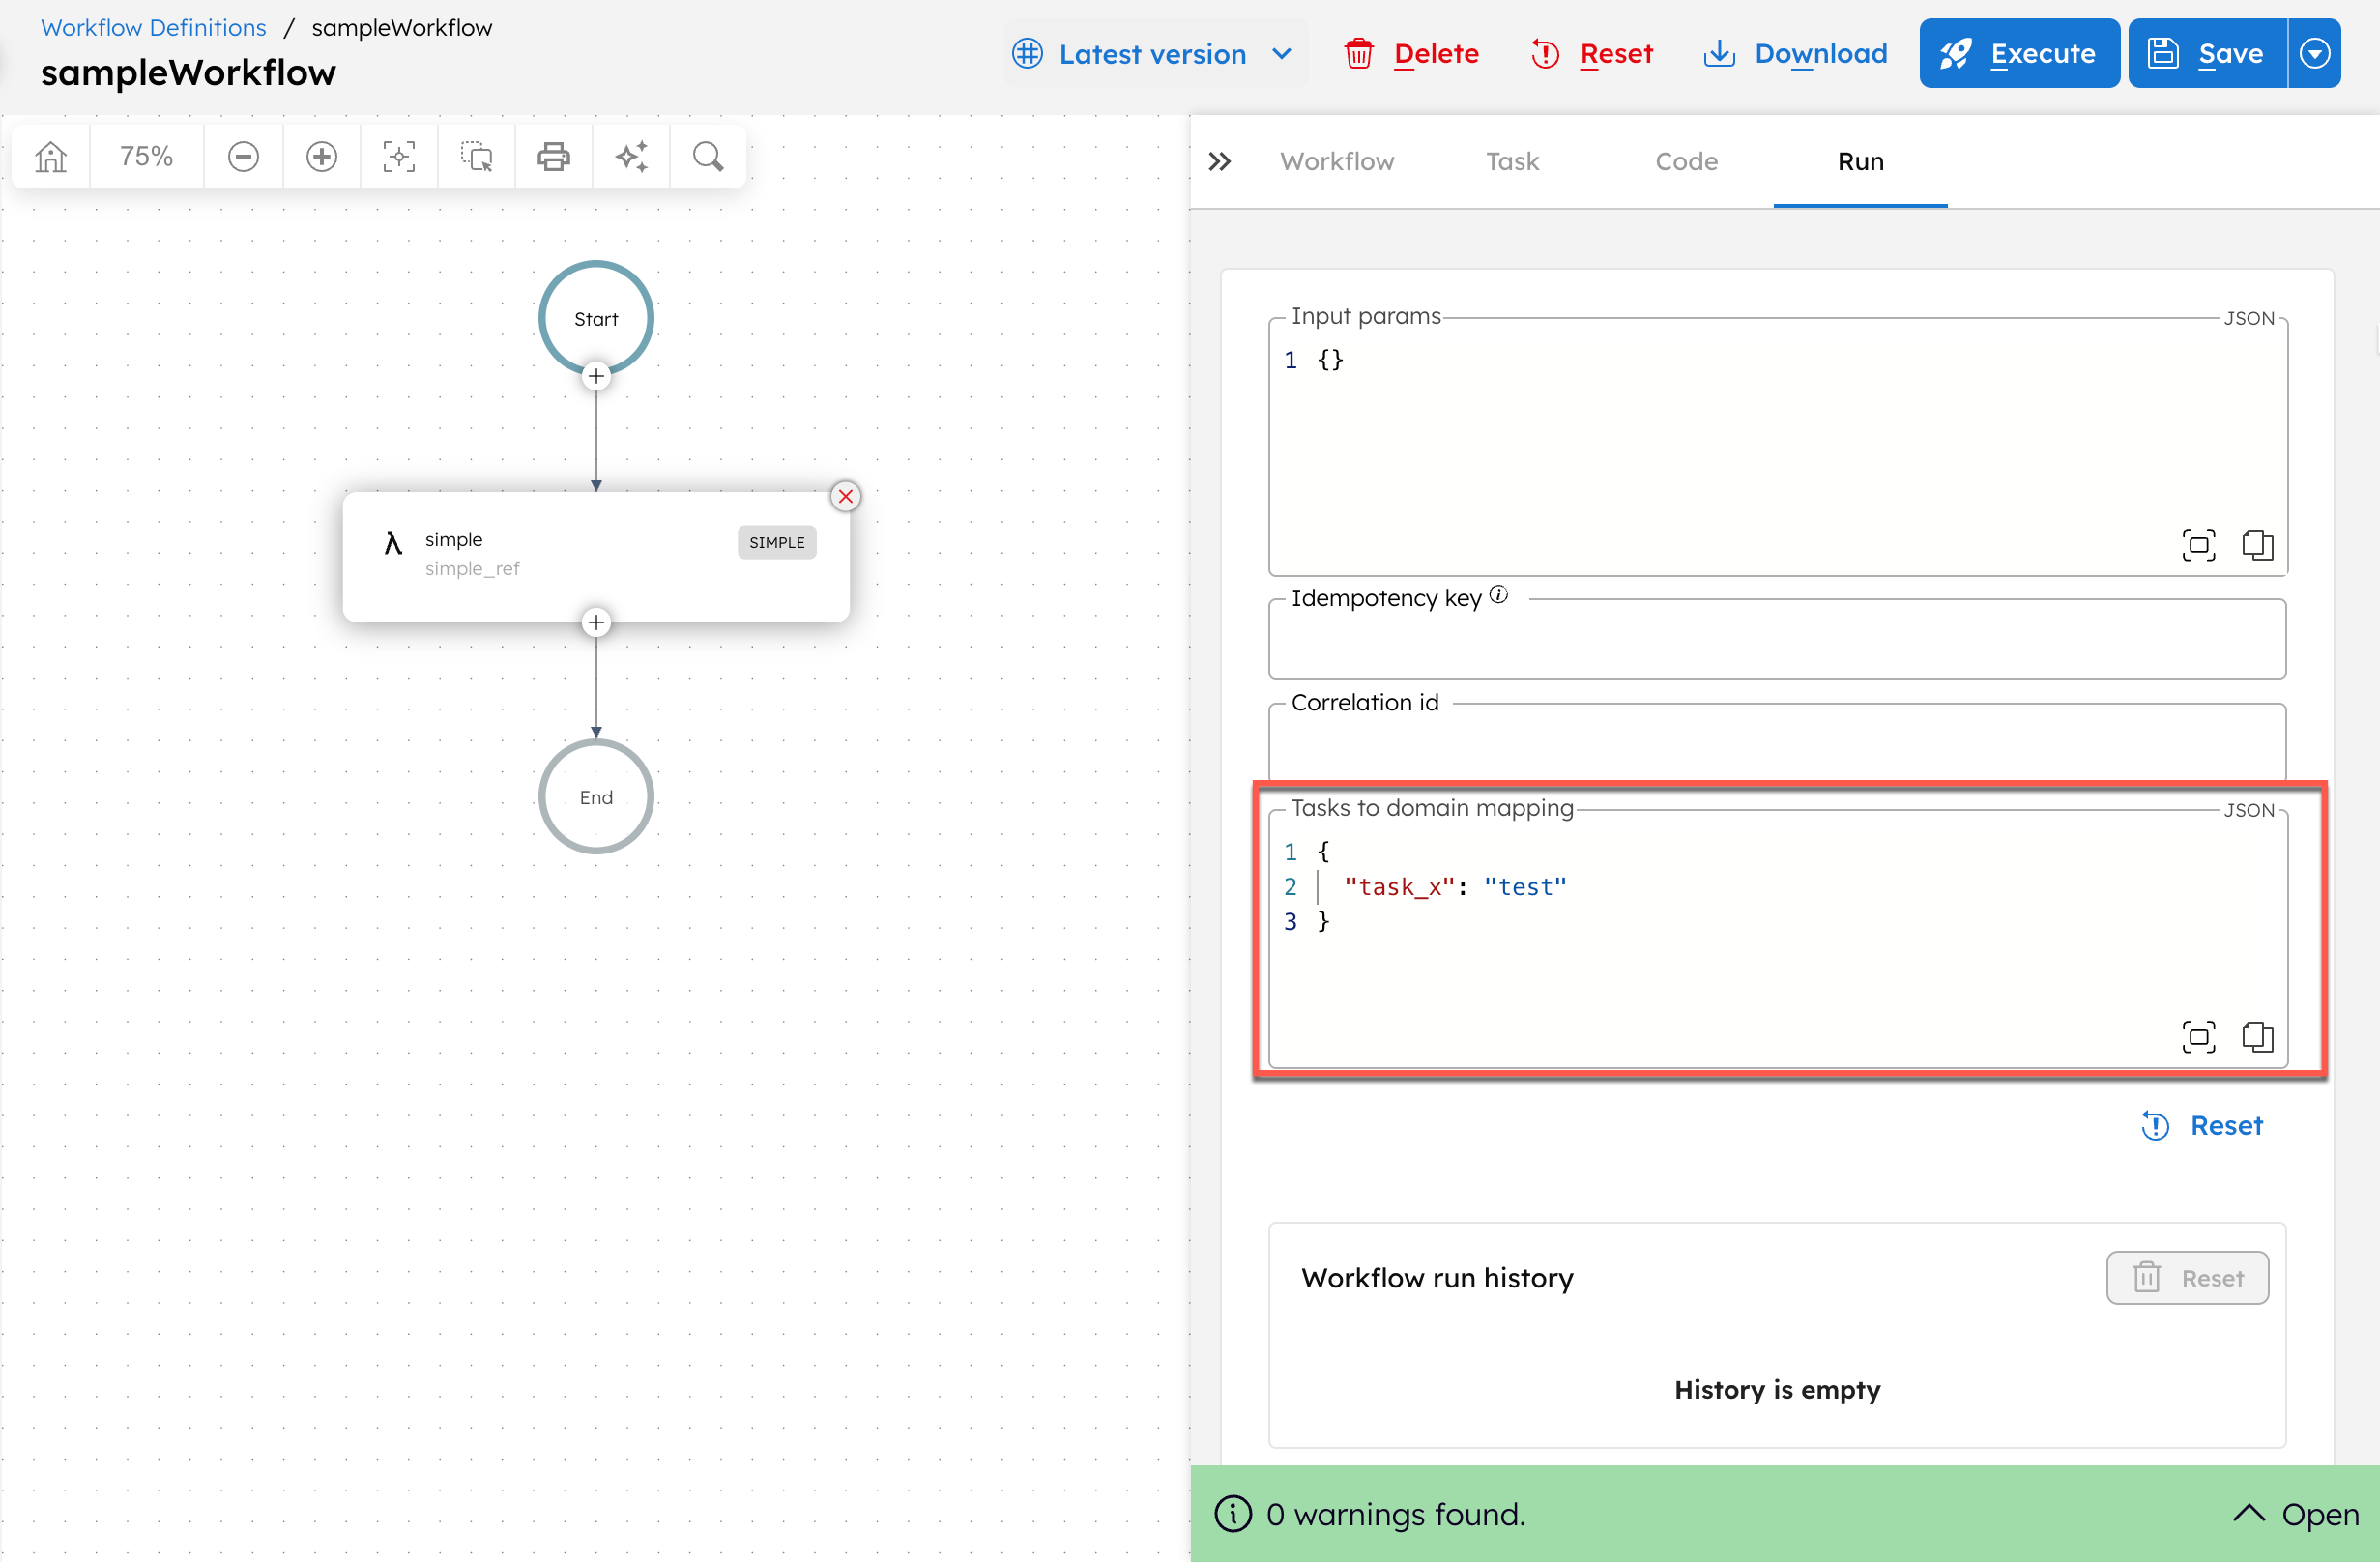 Workflow Definitions / sampleWorkflow
sampleWorkflow
Latest version
Delete
Reset
Download
Execute
Save
75%
Workflow
Task
Code
Run
Start
simple
simple_ref
SIMPLE
End
Input params
JSON
1 {}
Idempotency key
Correlation id
Tasks to domain mapping
JSON
1 {
2 "task_x": "test"
3 }
Reset
Workflow run history
Reset
History is empty
0 warnings found.
Open